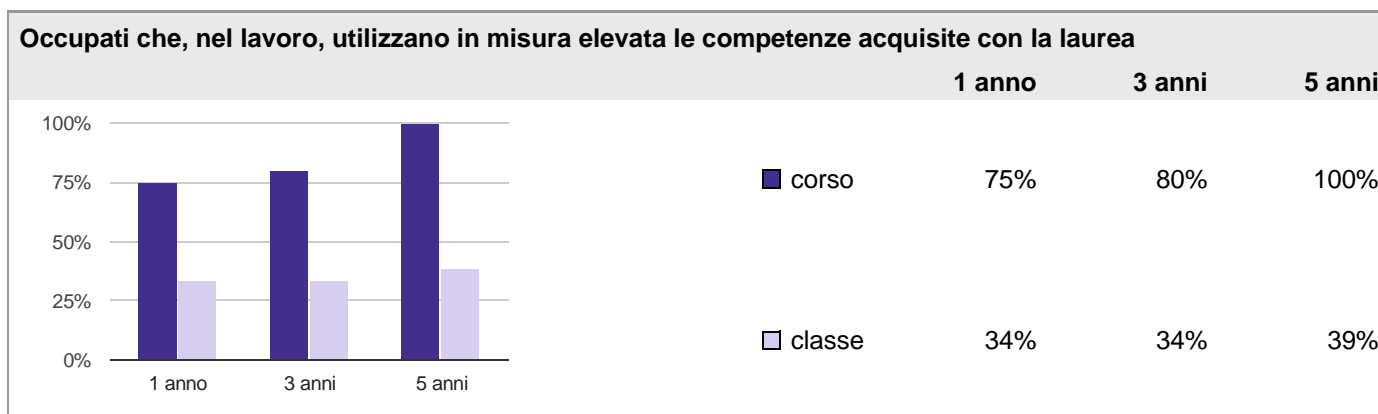 Occupati che, nel lavoro, utilizzano in misura elevata le competenze acquisite con la laurea
1 anno 3 anni 5 anni
100%
75%
50%
25%
0%
1 anno 3 anni 5 anni
corso 75% 80% 100%
classe 34% 34% 39%